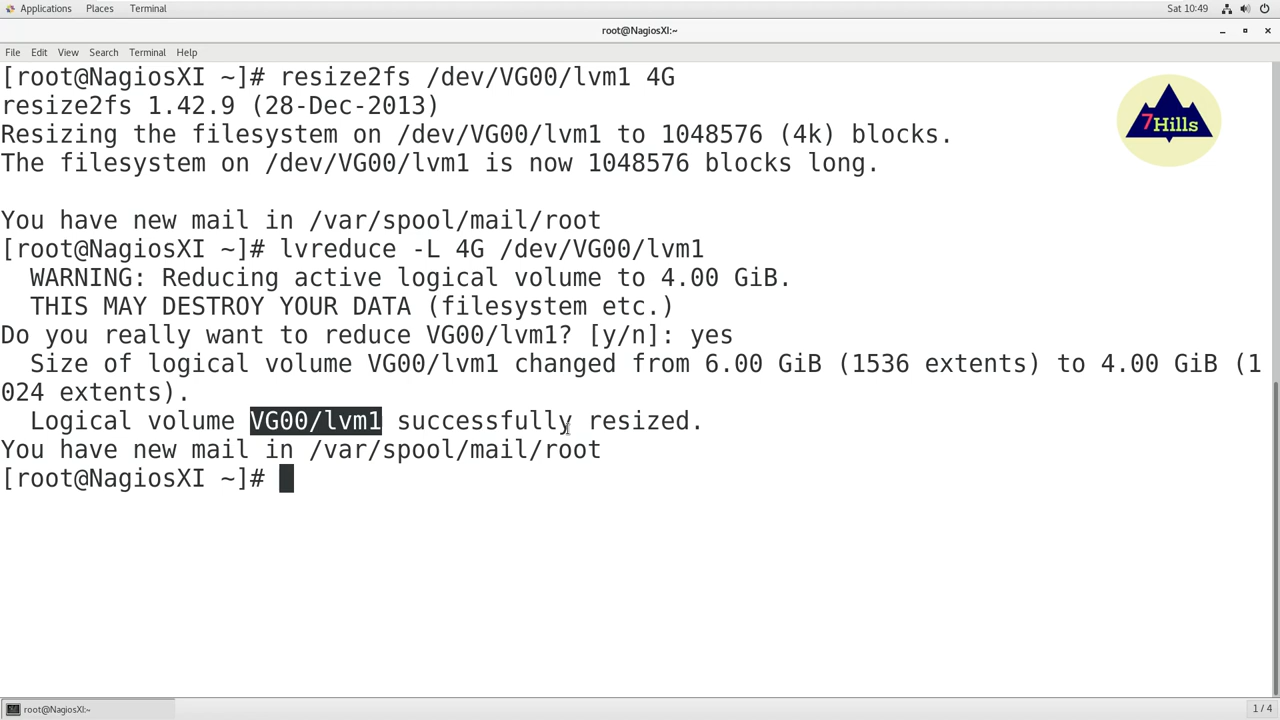 Applications Places Terminal Sat 10:49
root@NagiosXI:~
File Edit View Search Terminal Help
[root@NagiosXI ~]# resize2fs /dev/VG00/lvm1 4G
resize2fs 1.42.9 (28-Dec-2013)
Resizing the filesystem on /dev/VG00/lvm1 to 1048576 (4k) blocks.
The filesystem on /dev/VG00/lvm1 is now 1048576 blocks long.
7Hills
You have new mail in /var/spool/mail/root
[root@NagiosXI ~]# lvreduce -L 4G /dev/VG00/lvm1
WARNING: Reducing active logical volume to 4.00 GiB.
THIS MAY DESTROY YOUR DATA (filesystem etc.)
Do you really want to reduce VG00/lvm1? [y/n]: yes
Size of logical volume VG00/lvm1 changed from 6.00 GiB (1536 extents) to 4.00 GiB (1
024 extents).
Logical volume VG00/lvm1 successfully resized.
You have new mail in /var/spool/mail/root
[root@NagiosXI ~]#
root@NagiosXI:~ 1 / 4